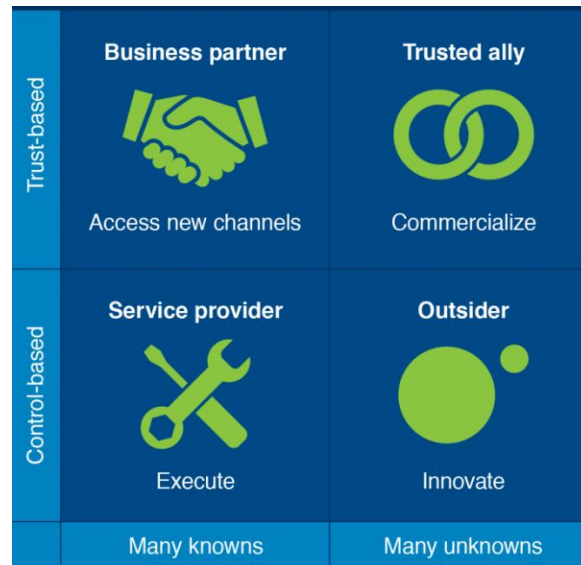 Trust-based
Business partner
Access new channels
Trusted ally
Commercialize
Control-based
Service provider
Execute
Outsider
Innovate
Many knowns
Many unknowns